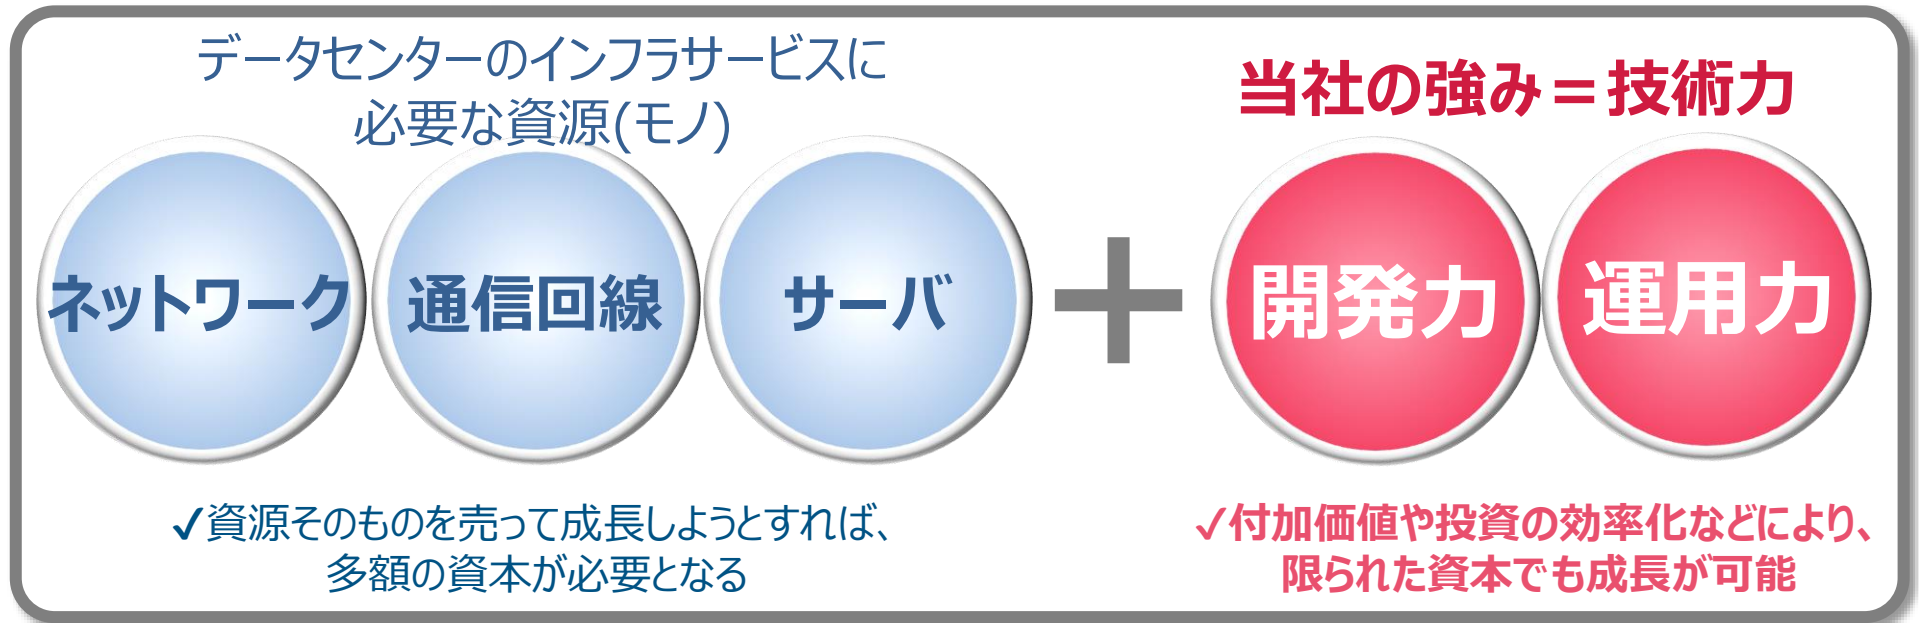 データセンターのインフラサービスに
必要な資源(モノ)
ネットワーク
通信回線
サーバ
✓資源そのものを売って成長しようとすれば、
多額の資本が必要となる
+
当社の強み=技術力
開発力
運用力
✓付加価値や投資の効率化などにより、
限られた資本でも成長が可能